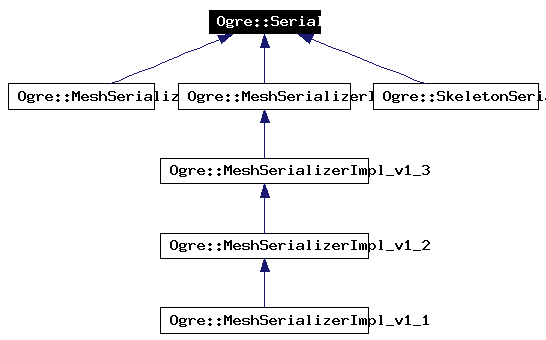 Ogre::Serial
Ogre::MeshSerializ
Ogre::MeshSerializerI
Ogre::SkeletonSeri
Ogre::MeshSerializerImpl_v1_3
Ogre::MeshSerializerImpl_v1_2
Ogre::MeshSerializerImpl_v1_1